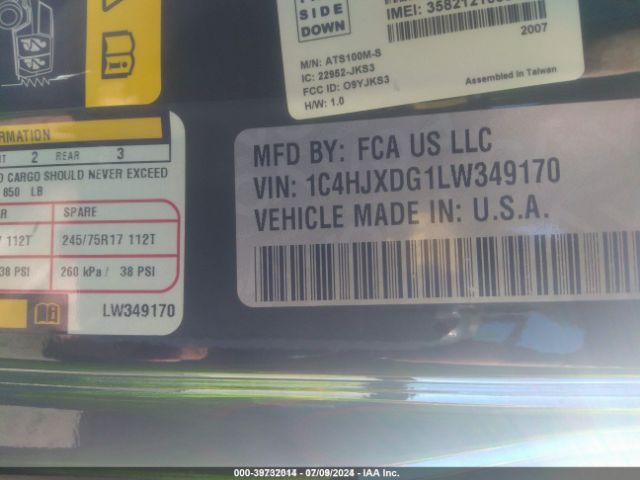 SIDE
DOWN
IMEI:
2007
M/N: ATS100M-S
IC: 22952-JKS3
FCC ID: O9YJKS3
H/W: 1.0
Assembled in Taiwan
2 REAR 3
CARGO SHOULD NEVER EXCEED
850 LB
SPARE
112T 245/75R17 112T
38 PSI 260 kPa / 38 PSI
LW349170
MFD BY: FCA US LLC
VIN: 1C4HJXDG1LW349170
VEHICLE MADE IN: U.S.A.
000-39732014 / 07/09/2024 - IAA Inc.